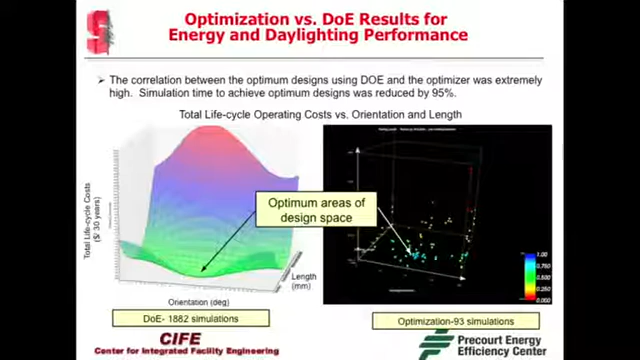 Optimization vs. DoE Results for
Energy and Daylighting Performance
The correlation between the optimum designs using DOE and the optimizer was extremely
high. Simulation time to achieve optimum designs was reduced by 95%.
Total Life-cycle Operating Costs vs. Orientation and Length
Total Life-cycle Costs
($/ 30 years)
Optimum areas of
design space
Length
(mm)
Orientation (deg)
1.00
0.750
0.500
0.250
0.000
DoE- 1882 simulations
Optimization-93 simulations
CIFE
Center for Integrated Facility Engineering
Precourt Energy
Efficiency Center